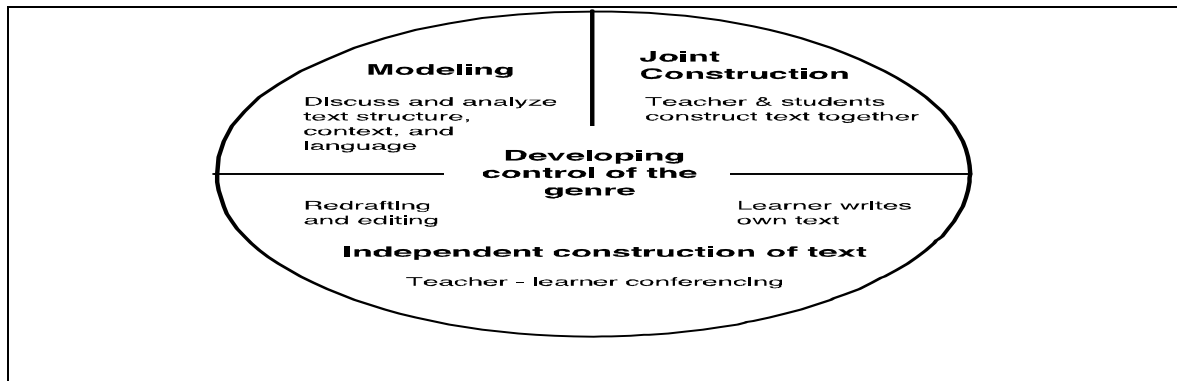 Modeling
Discuss and analyze
text structure,
context, and
language
Joint
Construction
Teacher & students
construct text together
Developing
control of the
genre
Redrafting
and editing
Learner writes
own text
Independent construction of text
Teacher - learner conferencing